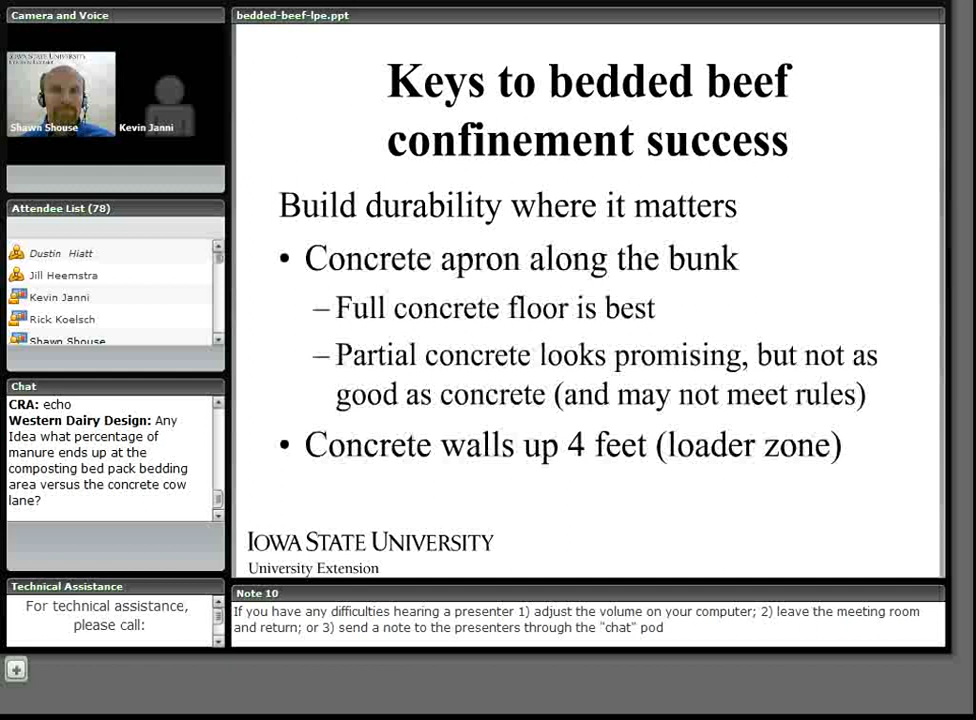 Camera and Voice
IOWA STATE UNIVERSITY
Shawn Shouse
Kevin Janni
Attendee List (78)
Dustin Hiatt
Jill Heemstra
Kevin Janni
Rick Koelsch
Shawn Shouse
Chat
CRA: echo
Western Dairy Design: Any
Idea what percentage of
manure ends up at the
composting bed pack bedding
area versus the concrete cow
lane?
Technical Assistance
For technical assistance,
please call:
bedded-beef-lpe.ppt
Keys to bedded beef
confinement success
Build durability where it matters
• Concrete apron along the bunk
– Full concrete floor is best
– Partial concrete looks promising, but not as
good as concrete (and may not meet rules)
• Concrete walls up 4 feet (loader zone)
IOWA STATE UNIVERSITY
University Extension
Note 10
If you have any difficulties hearing a presenter 1) adjust the volume on your computer; 2) leave the meeting room
and return; or 3) send a note to the presenters through the "chat" pod